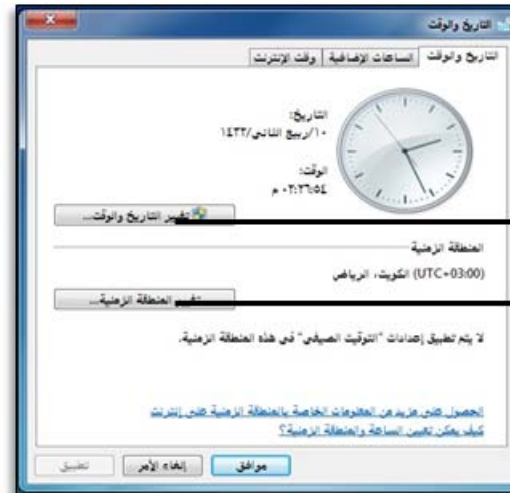 التاريخ والوقت
التاريخ والوقت الساعات الإضافية وقت الإنترنت
التاريخ:
١٠/ربيع الثاني/١٤٣٣
الوقت:
٠٢:٢٦:٥٤ م
تغيير التاريخ والوقت...
المنطقة الزمنية
(UTC+03:00) الكويت، الرياض
تغيير المنطقة الزمنية...
لا يتم تطبيق إعدادات "التوقيت الصيفي" في هذه المنطقة الزمنية.
الحصول على مزيد من المعلومات الخاصة بالمنطقة الزمنية على إنترنت
كيف يمكن تعيين الساعة والمنطقة الزمنية؟
موافق إلغاء الأمر تطبيق